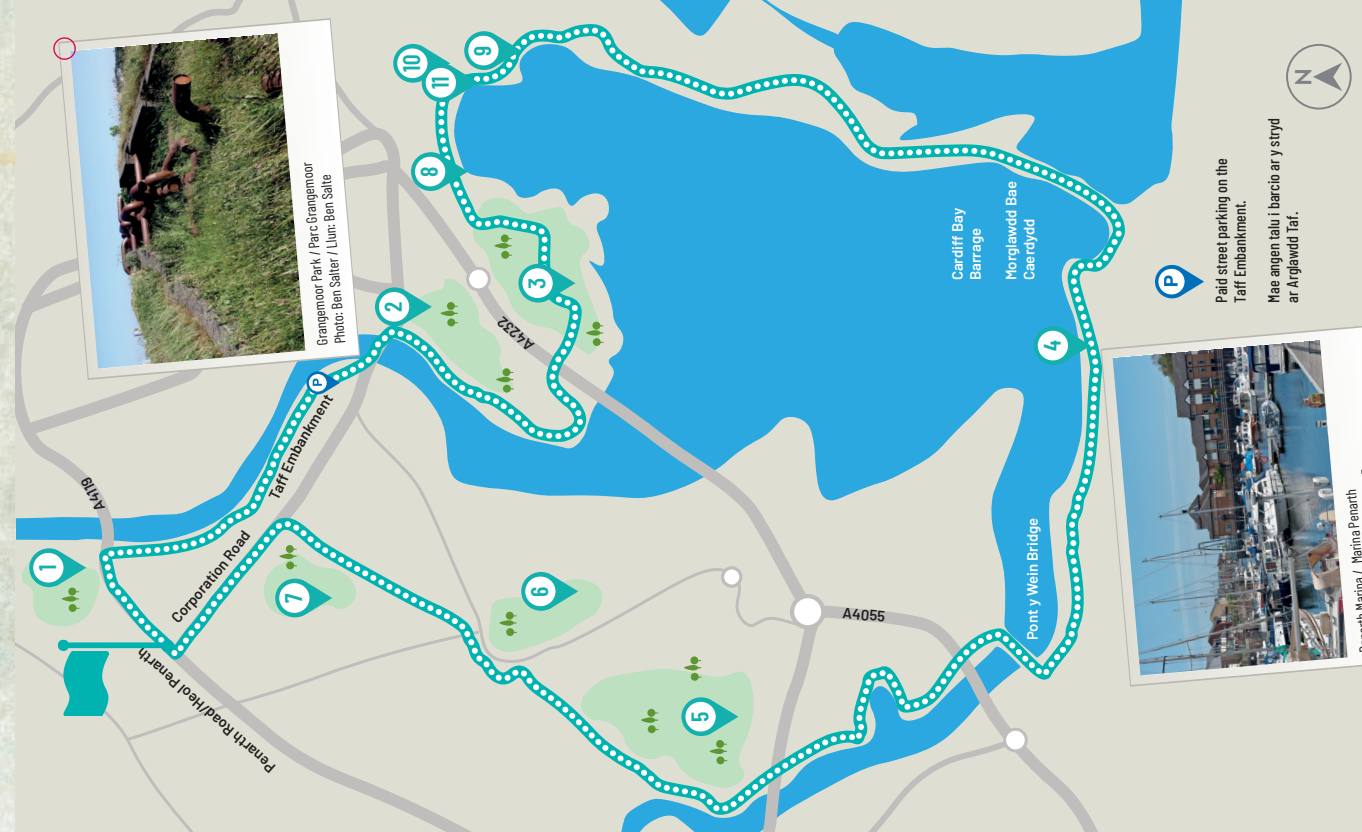 Grangemoor Park / Parc Grangemoor
Photo: Ben Salter / Llun: Ben Salte
A4119
Taff Embankment
Corporation Road
Penarth Road/Heol Penarth
A4232
A4055
Pont y Wein Bridge
Cardiff Bay
Barrage
Morglawdd Bae
Caerdydd
1
2
3
4
5
6
7
8
9
10
11
P
N
P
Paid street parking on the
Taff Embankment.
Mae angen talu i barcio ar y stryd
ar Arglawdd Taf.
Marina / Marina Penarth